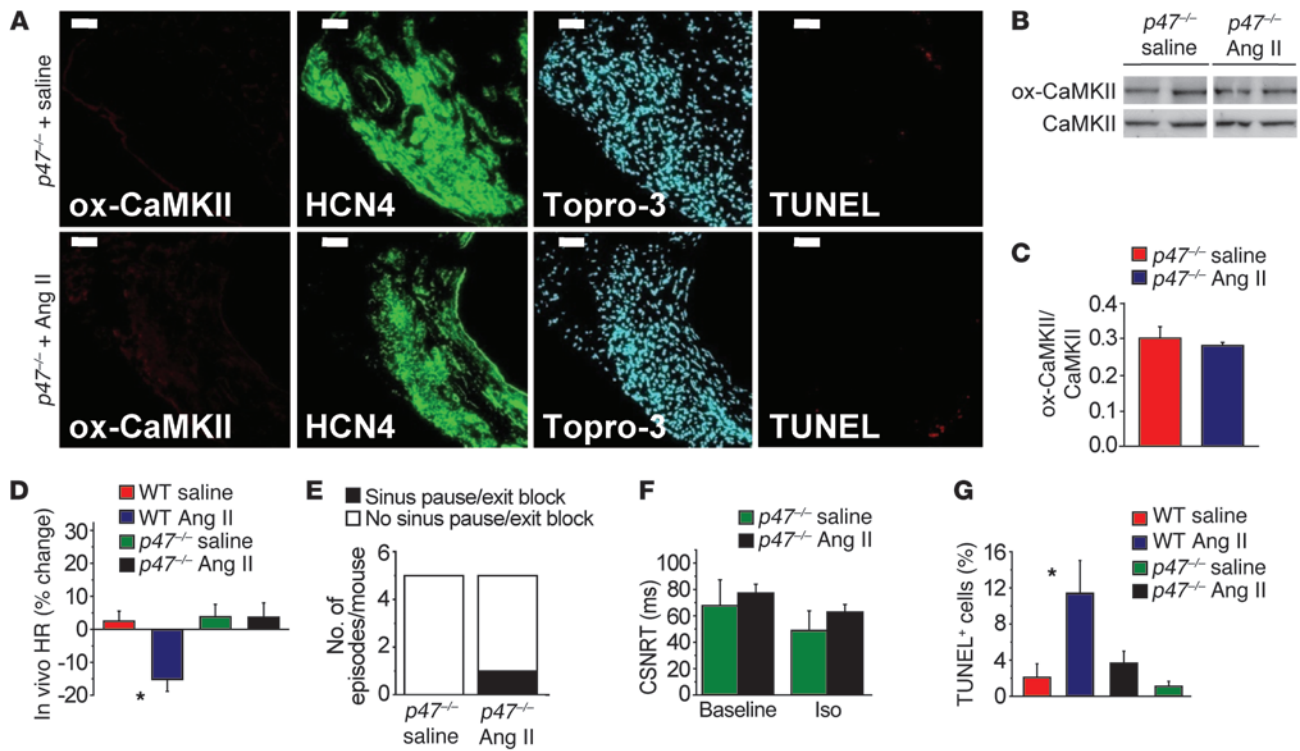 A
p47–/– + saline
ox-CaMKII
HCN4
Topro-3
TUNEL
p47–/– + Ang II
ox-CaMKII
HCN4
Topro-3
TUNEL
B
p47–/– saline
p47–/– Ang II
ox-CaMKII
CaMKII
C
p47–/– saline
p47–/– Ang II
ox-CaMKII/
CaMKII
0.4
0.3
0.2
0.1
0.0
D
WT saline
WT Ang II
p47–/– saline
p47–/– Ang II
In vivo HR (% change)
30
20
10
0
-10
-20
*
E
Sinus pause/exit block
No sinus pause/exit block
No. of
episodes/mouse
6
4
2
0
p47–/–
saline
p47–/–
Ang II
F
p47–/– saline
p47–/– Ang II
CSNRT (ms)
100
80
60
40
20
0
Baseline
Iso
G
WT saline
WT Ang II
p47–/– saline
p47–/– Ang II
TUNEL+ cells (%)
16
12
8
4
0
*